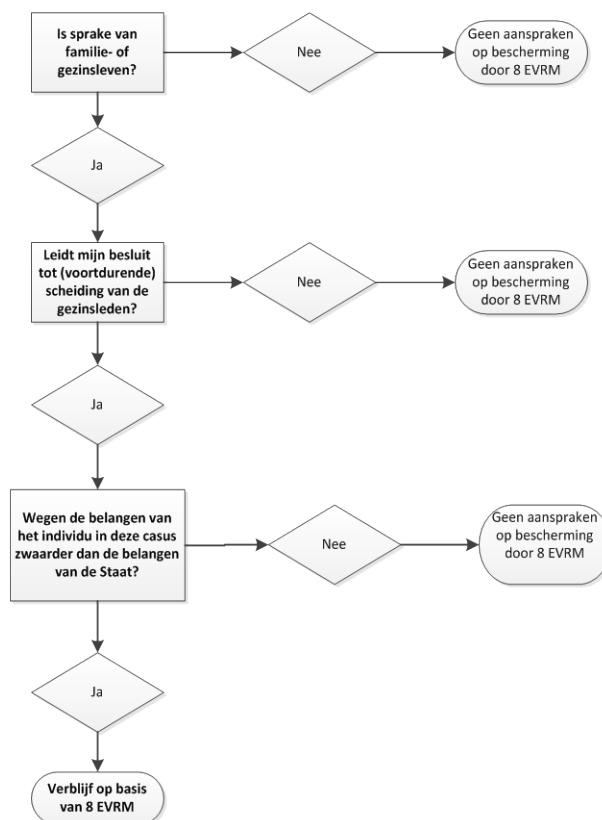 Is sprake van
familie- of
gezinsleven?
Nee
Geen aanspraken
op bescherming
door 8 EVRM
Ja
Leidt mijn besluit
tot (voortdurende)
scheiding van de
gezinsleden?
Nee
Geen aanspraken
op bescherming
door 8 EVRM
Ja
Wegen de belangen van
het individu in deze casus
zwaarder dan de belangen
van de Staat?
Nee
Geen aanspraken
op bescherming
door 8 EVRM
Ja
Verblijf op basis
van 8 EVRM